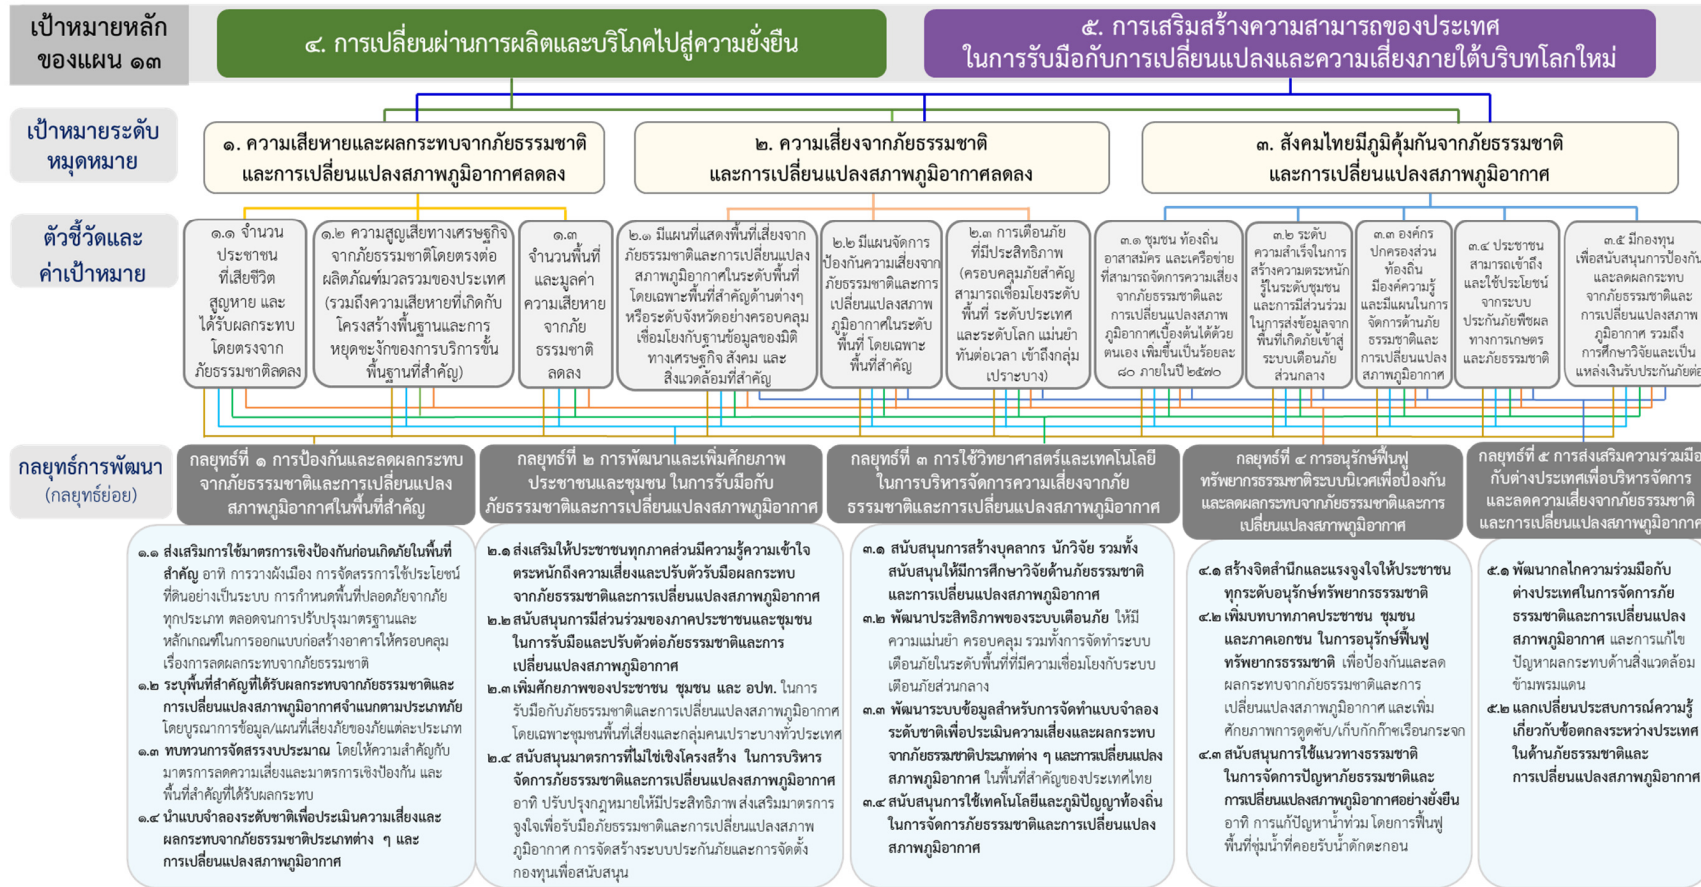 เป้าหมายหลัก
ของแผน ๑๓
๔. การเปลี่ยนผ่านการผลิตและบริโภคไปสู่ความยั่งยืน
๕. การเสริมสร้างความสามารถของประเทศ
ในการรับมือกับการเปลี่ยนแปลงและความเสี่ยงภายใต้บริบทโลกใหม่
เป้าหมายระดับ
หมุดหมาย
๑. ความเสียหายและผลกระทบจากภัยธรรมชาติ
และการเปลี่ยนแปลงสภาพภูมิอากาศลดลง
๒. ความเสี่ยงจากภัยธรรมชาติ
และการเปลี่ยนแปลงสภาพภูมิอากาศลดลง
๓. สังคมไทยมีภูมิคุ้มกันจากภัยธรรมชาติ
และการเปลี่ยนแปลงสภาพภูมิอากาศ
ตัวชี้วัดและ
ค่าเป้าหมาย
๑.๑ จำนวน
ประชาชน
ที่เสียชีวิต
สูญหาย และ
ได้รับผลกระทบ
โดยตรงจาก
ภัยธรรมชาติลดลง
๑.๒ ความสูญเสียทางเศรษฐกิจ
จากภัยธรรมชาติโดยตรงต่อ
ผลิตภัณฑ์มวลรวมของประเทศ
(รวมถึงความเสียหายที่เกิดกับ
โครงสร้างพื้นฐานและการ
หยุดชะงักของการบริการขั้น
พื้นฐานที่สำคัญ)
๑.๓
จำนวนพื้นที่
และมูลค่า
ความเสียหาย
จากภัย
ธรรมชาติ
ลดลง
๒.๑ มีแผนที่แสดงพื้นที่เสี่ยงจาก
ภัยธรรมชาติและการเปลี่ยนแปลง
สภาพภูมิอากาศในระดับพื้นที่
โดยเฉพาะพื้นที่สำคัญด้านต่างๆ
หรือระดับจังหวัดอย่างครอบคลุม
เชื่อมโยงกับฐานข้อมูลของมิติ
ทางเศรษฐกิจ สังคม และ
สิ่งแวดล้อมที่สำคัญ
๒.๒ มีแผนจัดการ
ป้องกันความเสี่ยงจาก
ภัยธรรมชาติและการ
เปลี่ยนแปลงสภาพ
ภูมิอากาศในระดับ
พื้นที่ โดยเฉพาะ
พื้นที่สำคัญ
๒.๓ การเตือนภัย
ที่มีประสิทธิภาพ
(ครอบคลุมภัยสำคัญ
สามารถเชื่อมโยงระดับ
พื้นที่ ระดับประเทศ
และระดับโลก แม่นยำ
ทันต่อเวลา เข้าถึงกลุ่ม
เปราะบาง)
๓.๑ ชุมชน ท้องถิ่น
อาสาสมัคร และเครือข่าย
ที่สามารถจัดการความเสี่ยง
จากภัยธรรมชาติและ
การเปลี่ยนแปลงสภาพ
ภูมิอากาศเบื้องต้นได้ด้วย
ตนเอง เพิ่มขึ้นเป็นร้อยละ
๘๐ ภายในปี ๒๕๗๐
๓.๒ ระดับ
ความสำเร็จในการ
สร้างความตระหนัก
รู้ในระดับชุมชน
และการมีส่วนร่วม
ในการส่งข้อมูลจาก
พื้นที่เกิดภัยเข้าสู่
ระบบเตือนภัย
ส่วนกลาง
๓.๓ องค์กร
ปกครองส่วน
ท้องถิ่น
มีองค์ความรู้
และมีแผนในการ
จัดการด้านภัย
ธรรมชาติและ
การเปลี่ยนแปลง
สภาพภูมิอากาศ
๓.๔ ประชาชน
สามารถเข้าถึง
และใช้ประโยชน์
จากระบบ
ประกันภัยพืชผล
ทางการเกษตร
และภัยธรรมชาติ
๓.๕ มีกองทุน
เพื่อสนับสนุนการป้องกัน
และลดผลกระทบ
จากภัยธรรมชาติและ
การเปลี่ยนแปลงสภาพ
ภูมิอากาศ รวมถึง
การศึกษาวิจัยและเป็น
แหล่งเงินรับประกันภัยต่อ
กลยุทธ์การพัฒนา
(กลยุทธ์ย่อย)
กลยุทธ์ที่ ๑ การป้องกันและลดผลกระทบ
จากภัยธรรมชาติและการเปลี่ยนแปลง
สภาพภูมิอากาศในพื้นที่สำคัญ
กลยุทธ์ที่ ๒ การพัฒนาและเพิ่มศักยภาพ
ประชาชนและชุมชน ในการรับมือกับ
ภัยธรรมชาติและการเปลี่ยนแปลงสภาพภูมิอากาศ
กลยุทธ์ที่ ๓ การใช้วิทยาศาสตร์และเทคโนโลยี
ในการบริหารจัดการความเสี่ยงจากภัย
ธรรมชาติและการเปลี่ยนแปลงสภาพภูมิอากาศ
กลยุทธ์ที่ ๔ การอนุรักษ์ฟื้นฟู
ทรัพยากรธรรมชาติระบบนิเวศเพื่อป้องกัน
และลดผลกระทบจากภัยธรรมชาติและการ
เปลี่ยนแปลงสภาพภูมิอากาศ
กลยุทธ์ที่ ๕ การส่งเสริมความร่วมมือ
กับต่างประเทศเพื่อบริหารจัดการ
และลดความเสี่ยงจากภัยธรรมชาติ
และการเปลี่ยนแปลงสภาพภูมิอากาศ
๑.๑ ส่งเสริมการใช้มาตรการเชิงป้องกันก่อนเกิดภัยในพื้นที่
สำคัญ อาทิ การวางผังเมือง การจัดสรรการใช้ประโยชน์
ที่ดินอย่างเป็นระบบ การกำหนดพื้นที่ปลอดภัยจากภัย
ทุกประเภท ตลอดจนการปรับปรุงมาตรฐานและ
หลักเกณฑ์ในการออกแบบก่อสร้างอาคารให้ครอบคลุม
เรื่องการลดผลกระทบจากภัยธรรมชาติ
๑.๒ ระบุพื้นที่สำคัญที่ได้รับผลกระทบจากภัยธรรมชาติและ
การเปลี่ยนแปลงสภาพภูมิอากาศจำแนกตามประเภทภัย
โดยบูรณาการข้อมูล/แผนที่เสี่ยงภัยของภัยแต่ละประเภท
๑.๓ ทบทวนการจัดสรรงบประมาณ โดยให้ความสำคัญกับ
มาตรการลดความเสี่ยงและมาตรการเชิงป้องกัน และ
พื้นที่สำคัญที่ได้รับผลกระทบ
๑.๔ นำแบบจำลองระดับชาติเพื่อประเมินความเสี่ยงและ
ผลกระทบจากภัยธรรมชาติประเภทต่าง ๆ และ
การเปลี่ยนแปลงสภาพภูมิอากาศ
๒.๑ ส่งเสริมให้ประชาชนทุกภาคส่วนมีความรู้ความเข้าใจ
ตระหนักถึงความเสี่ยงและปรับตัวรับมือผลกระทบ
จากภัยธรรมชาติและการเปลี่ยนแปลงสภาพภูมิอากาศ
๒.๒ สนับสนุนการมีส่วนร่วมของภาคประชาชนและชุมชน
ในการรับมือและปรับตัวต่อภัยธรรมชาติและการ
เปลี่ยนแปลงสภาพภูมิอากาศ
๒.๓ เพิ่มศักยภาพของประชาชน ชุมชน และ อปท. ในการ
รับมือกับภัยธรรมชาติและการเปลี่ยนแปลงสภาพภูมิอากาศ
โดยเฉพาะชุมชนพื้นที่เสี่ยงและกลุ่มคนเปราะบางทั่วประเทศ
๒.๔ สนับสนุนมาตรการที่ไม่ใช่เชิงโครงสร้าง ในการบริหาร
จัดการภัยธรรมชาติและการเปลี่ยนแปลงสภาพภูมิอากาศ
อาทิ ปรับปรุงกฎหมายให้มีประสิทธิภาพ ส่งเสริมมาตรการ
จูงใจเพื่อรับมือภัยธรรมชาติและการเปลี่ยนแปลงสภาพ
ภูมิอากาศ การจัดสร้างระบบประกันภัยและการจัดตั้ง
กองทุนเพื่อสนับสนุน
๓.๑ สนับสนุนการสร้างบุคลากร นักวิจัย รวมทั้ง
สนับสนุนให้มีการศึกษาวิจัยด้านภัยธรรมชาติ
และการเปลี่ยนแปลงสภาพภูมิอากาศ
๓.๒ พัฒนาประสิทธิภาพของระบบเตือนภัย ให้มี
ความแม่นยำ ครอบคลุม รวมทั้งการจัดทำระบบ
เตือนภัยในระดับพื้นที่ที่มีความเชื่อมโยงกับระบบ
เตือนภัยส่วนกลาง
๓.๓ พัฒนาระบบข้อมูลสำหรับการจัดทำแบบจำลอง
ระดับชาติเพื่อประเมินความเสี่ยงและผลกระทบ
จากภัยธรรมชาติประเภทต่าง ๆ และการเปลี่ยนแปลง
สภาพภูมิอากาศ ในพื้นที่สำคัญของประเทศไทย
๓.๔ สนับสนุนการใช้เทคโนโลยีและภูมิปัญญาท้องถิ่น
ในการจัดการภัยธรรมชาติและการเปลี่ยนแปลง
สภาพภูมิอากาศ
๔.๑ สร้างจิตสำนึกและแรงจูงใจให้ประชาชน
ทุกระดับอนุรักษ์ทรัพยากรธรรมชาติ
๔.๒ เพิ่มบทบาทภาคประชาชน ชุมชน
และภาคเอกชน ในการอนุรักษ์ฟื้นฟู
ทรัพยากรธรรมชาติ เพื่อป้องกันและลด
ผลกระทบจากภัยธรรมชาติและการ
เปลี่ยนแปลงสภาพภูมิอากาศ และเพิ่ม
ศักยภาพการดูดซับ/เก็บกักก๊าซเรือนกระจก
๔.๓ สนับสนุนการใช้แนวทางธรรมชาติ
ในการจัดการปัญหาภัยธรรมชาติและ
การเปลี่ยนแปลงสภาพภูมิอากาศอย่างยั่งยืน
อาทิ การแก้ปัญหาน้ำท่วม โดยการฟื้นฟู
พื้นที่ชุ่มน้ำที่คอยรับน้ำดักตะกอน
๕.๑ พัฒนากลไกความร่วมมือกับ
ต่างประเทศในการจัดการภัย
ธรรมชาติและการเปลี่ยนแปลง
สภาพภูมิอากาศ และการแก้ไข
ปัญหาผลกระทบด้านสิ่งแวดล้อม
ข้ามพรมแดน
๕.๒ แลกเปลี่ยนประสบการณ์ความรู้
เกี่ยวกับข้อตกลงระหว่างประเทศ
ในด้านภัยธรรมชาติและ
การเปลี่ยนแปลงสภาพภูมิอากาศ